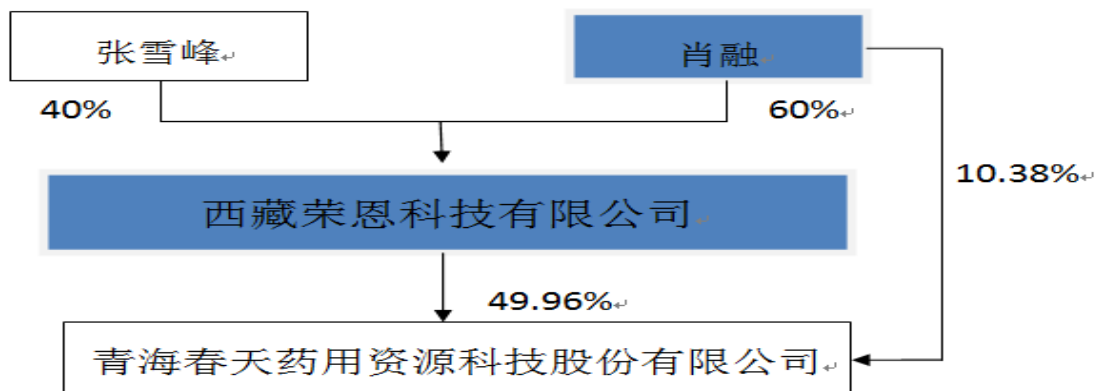 张雪峰
肖融
40%
60%
10.38%
西藏荣恩科技有限公司
49.96%
青海春天药用资源科技股份有限公司